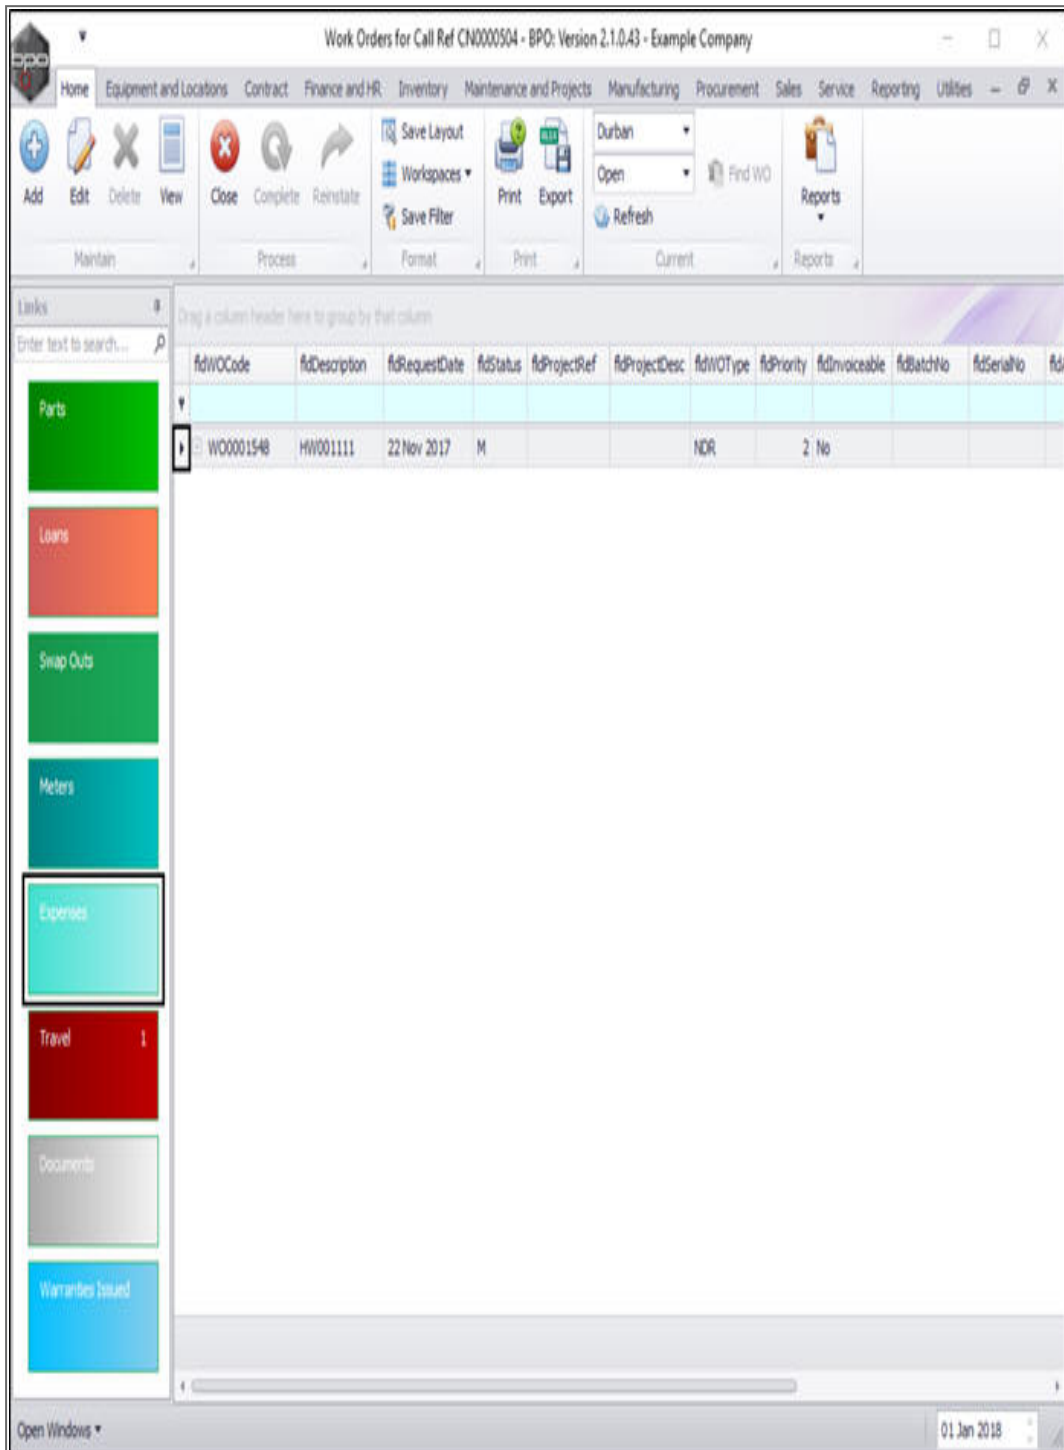 Work Orders for Call Ref CN0000504 - BPO: Version 2.1.0.43 - Example Company
bpo
Home Equipment and Locations Contract Finance and HR Inventory Maintenance and Projects Manufacturing Procurement Sales Service Reporting Utilities
Save Layout
Durban
Workspaces
Open
Find WO
Add Edit Delete View Close Complete Reinstate
Print Export
Reports
Save Filter
Refresh
Maintain Process Format Print Current Reports
Links
Drag a column header here to group by that column
Enter text to search...
fldWOCode fldDescription fldRequestDate fldStatus fldProjectRef fldProjectDesc fldWOType fldPriority fldInvoiceable fldBatchNo fldSerialNo
WO0001548 HW001111 22 Nov 2017 M NDR 2 No
Parts
Loans
Swap Outs
Meters
Expenses
Travel 1
Documents
Warranties Issued
Open Windows
01 Jan 2018